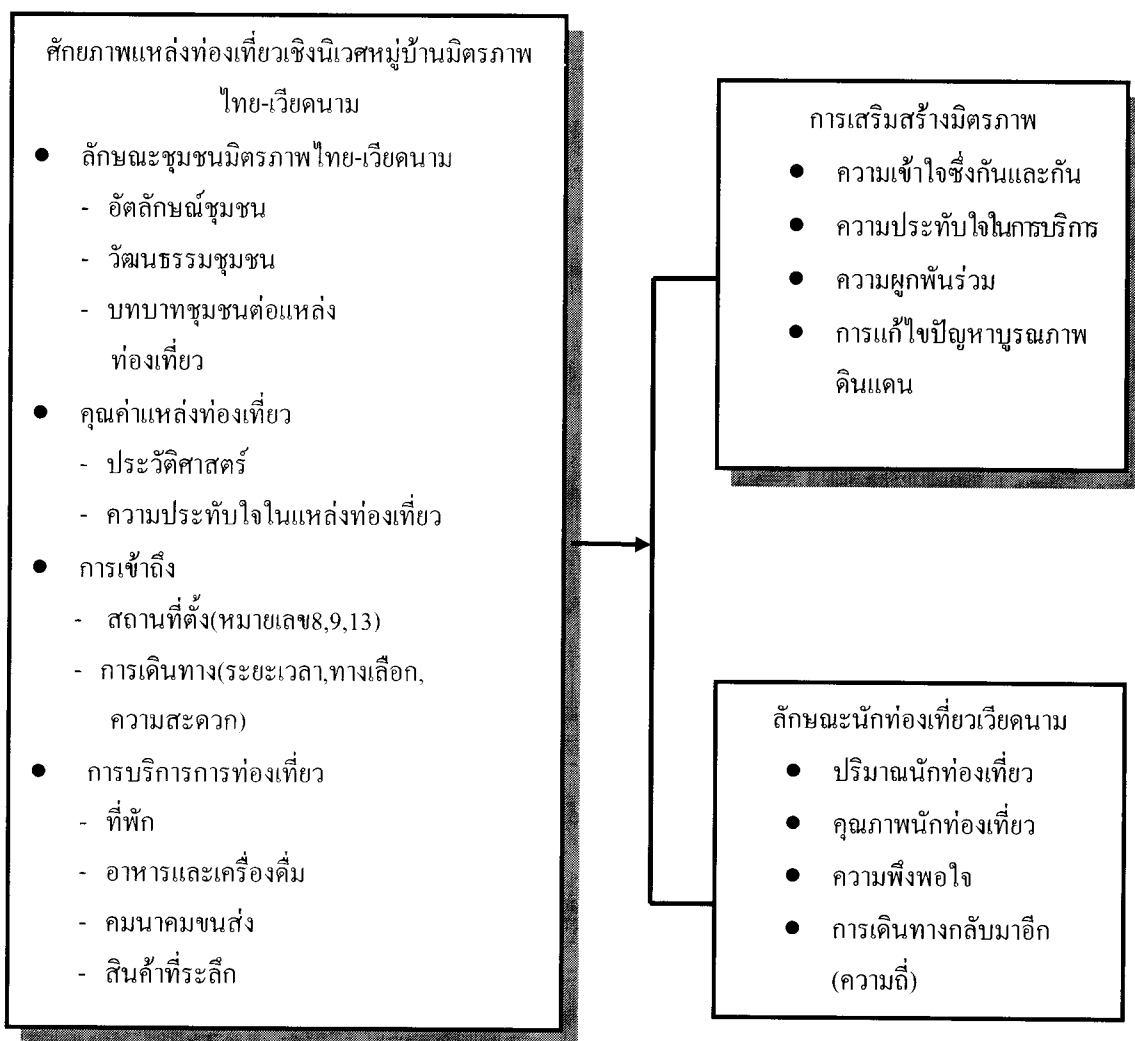 ศักยภาพแหล่งท่องเที่ยวเชิงนิเวศหมู่บ้านมิตรภาพ
ไทย-เวียดนาม
● ลักษณะชุมชนมิตรภาพไทย-เวียดนาม
- อัตลักษณ์ชุมชน
- วัฒนธรรมชุมชน
- บทบาทชุมชนต่อแหล่ง
ท่องเที่ยว
● คุณค่าแหล่งท่องเที่ยว
- ประวัติศาสตร์
- ความประทับใจในแหล่งท่องเที่ยว
● การเข้าถึง
- สถานที่ตั้ง(หมายเลข8,9,13)
- การเดินทาง(ระยะเวลา,ทางเลือก,
ความสะดวก)
● การบริการการท่องเที่ยว
- ที่พัก
- อาหารและเครื่องดื่ม
- คมนาคมขนส่ง
- สินค้าที่ระลึก
การเสริมสร้างมิตรภาพ
● ความเข้าใจซึ่งกันและกัน
● ความประทับใจในการบริการ
● ความผูกพันร่วม
● การแก้ไขปัญหาบูรณภาพ
ดินแดน
ลักษณะนักท่องเที่ยวเวียดนาม
● ปริมาณนักท่องเที่ยว
● คุณภาพนักท่องเที่ยว
● ความพึงพอใจ
● การเดินทางกลับมาอีก
(ความถี่)